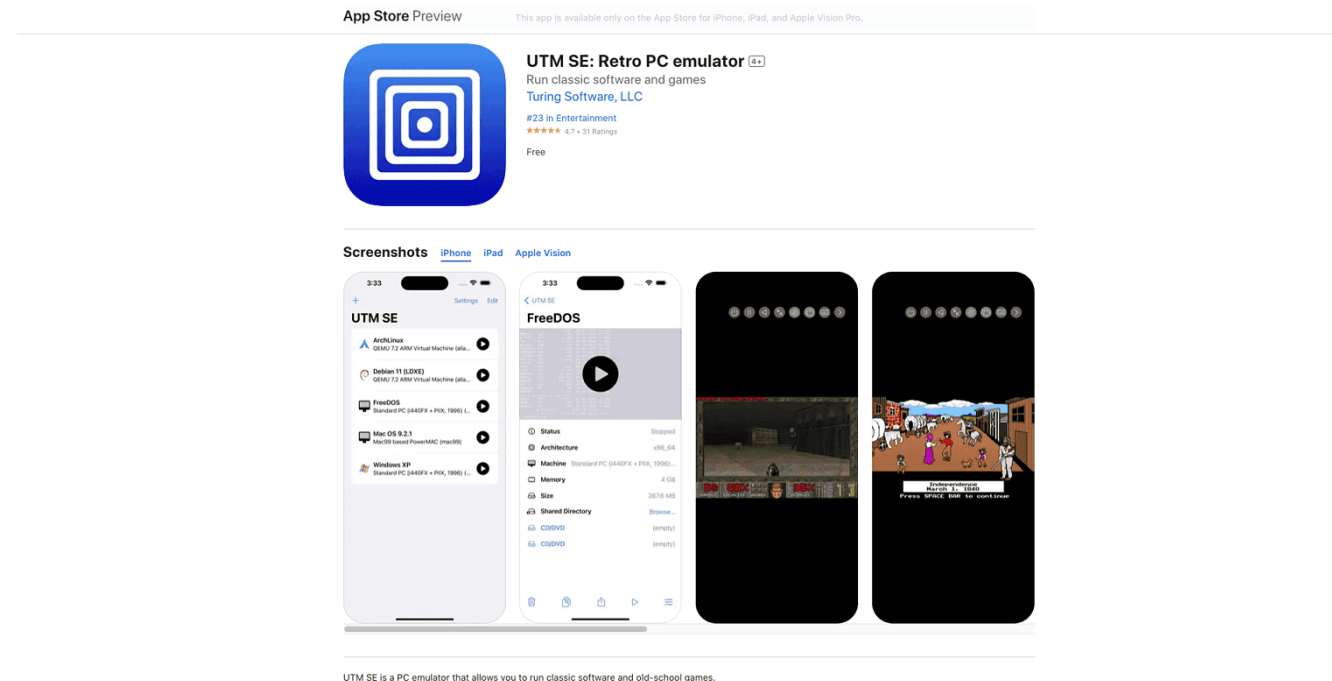 App Store Preview
This app is available only on the App Store for iPhone, iPad, and Apple Vision Pro.
UTM SE: Retro PC emulator 4+
Run classic software and games
Turing Software, LLC
#23 in Entertainment
4.7 • 31 Ratings
Free
Screenshots iPhone iPad Apple Vision
3:33
+ Settings Edit
UTM SE
ArchLinux
QEMU 7.2 ARM Virtual Machine (alia...
Debian 11 (LDXE)
QEMU 7.2 ARM Virtual Machine (alia...
FreeDOS
Standard PC (i440FX + PIIX, 1996) (...
Mac OS 9.2.1
Mac99 based PowerMAC (mac99)
Windows XP
Standard PC (i440FX + PIIX, 1996) (...
3:33
UTM SE
FreeDOS
Status Stopped
Architecture x86_64
Machine Standard PC (i440FX + PIIX, 1996)...
Memory 4 GB
Size 267.6 MB
Shared Directory Browse...
CD/DVD (empty)
CD/DVD (empty)
Independence
March 1, 1848
Press SPACE BAR to continue
UTM SE is a PC emulator that allows you to run classic software and old-school games.